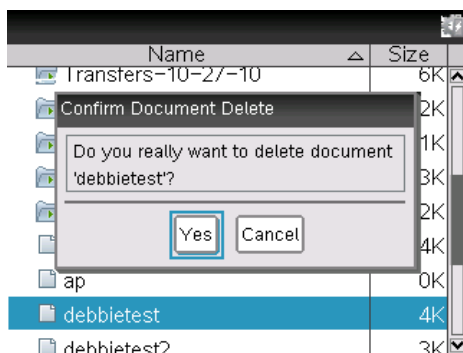 Name Size
Transfers-10-27-10 6K
Confirm Document Delete 2K
Do you really want to delete document 1K
'debbietest'? 3K
2K
Yes Cancel 4K
ap 0K
debbietest 4K
debbietest2 3K